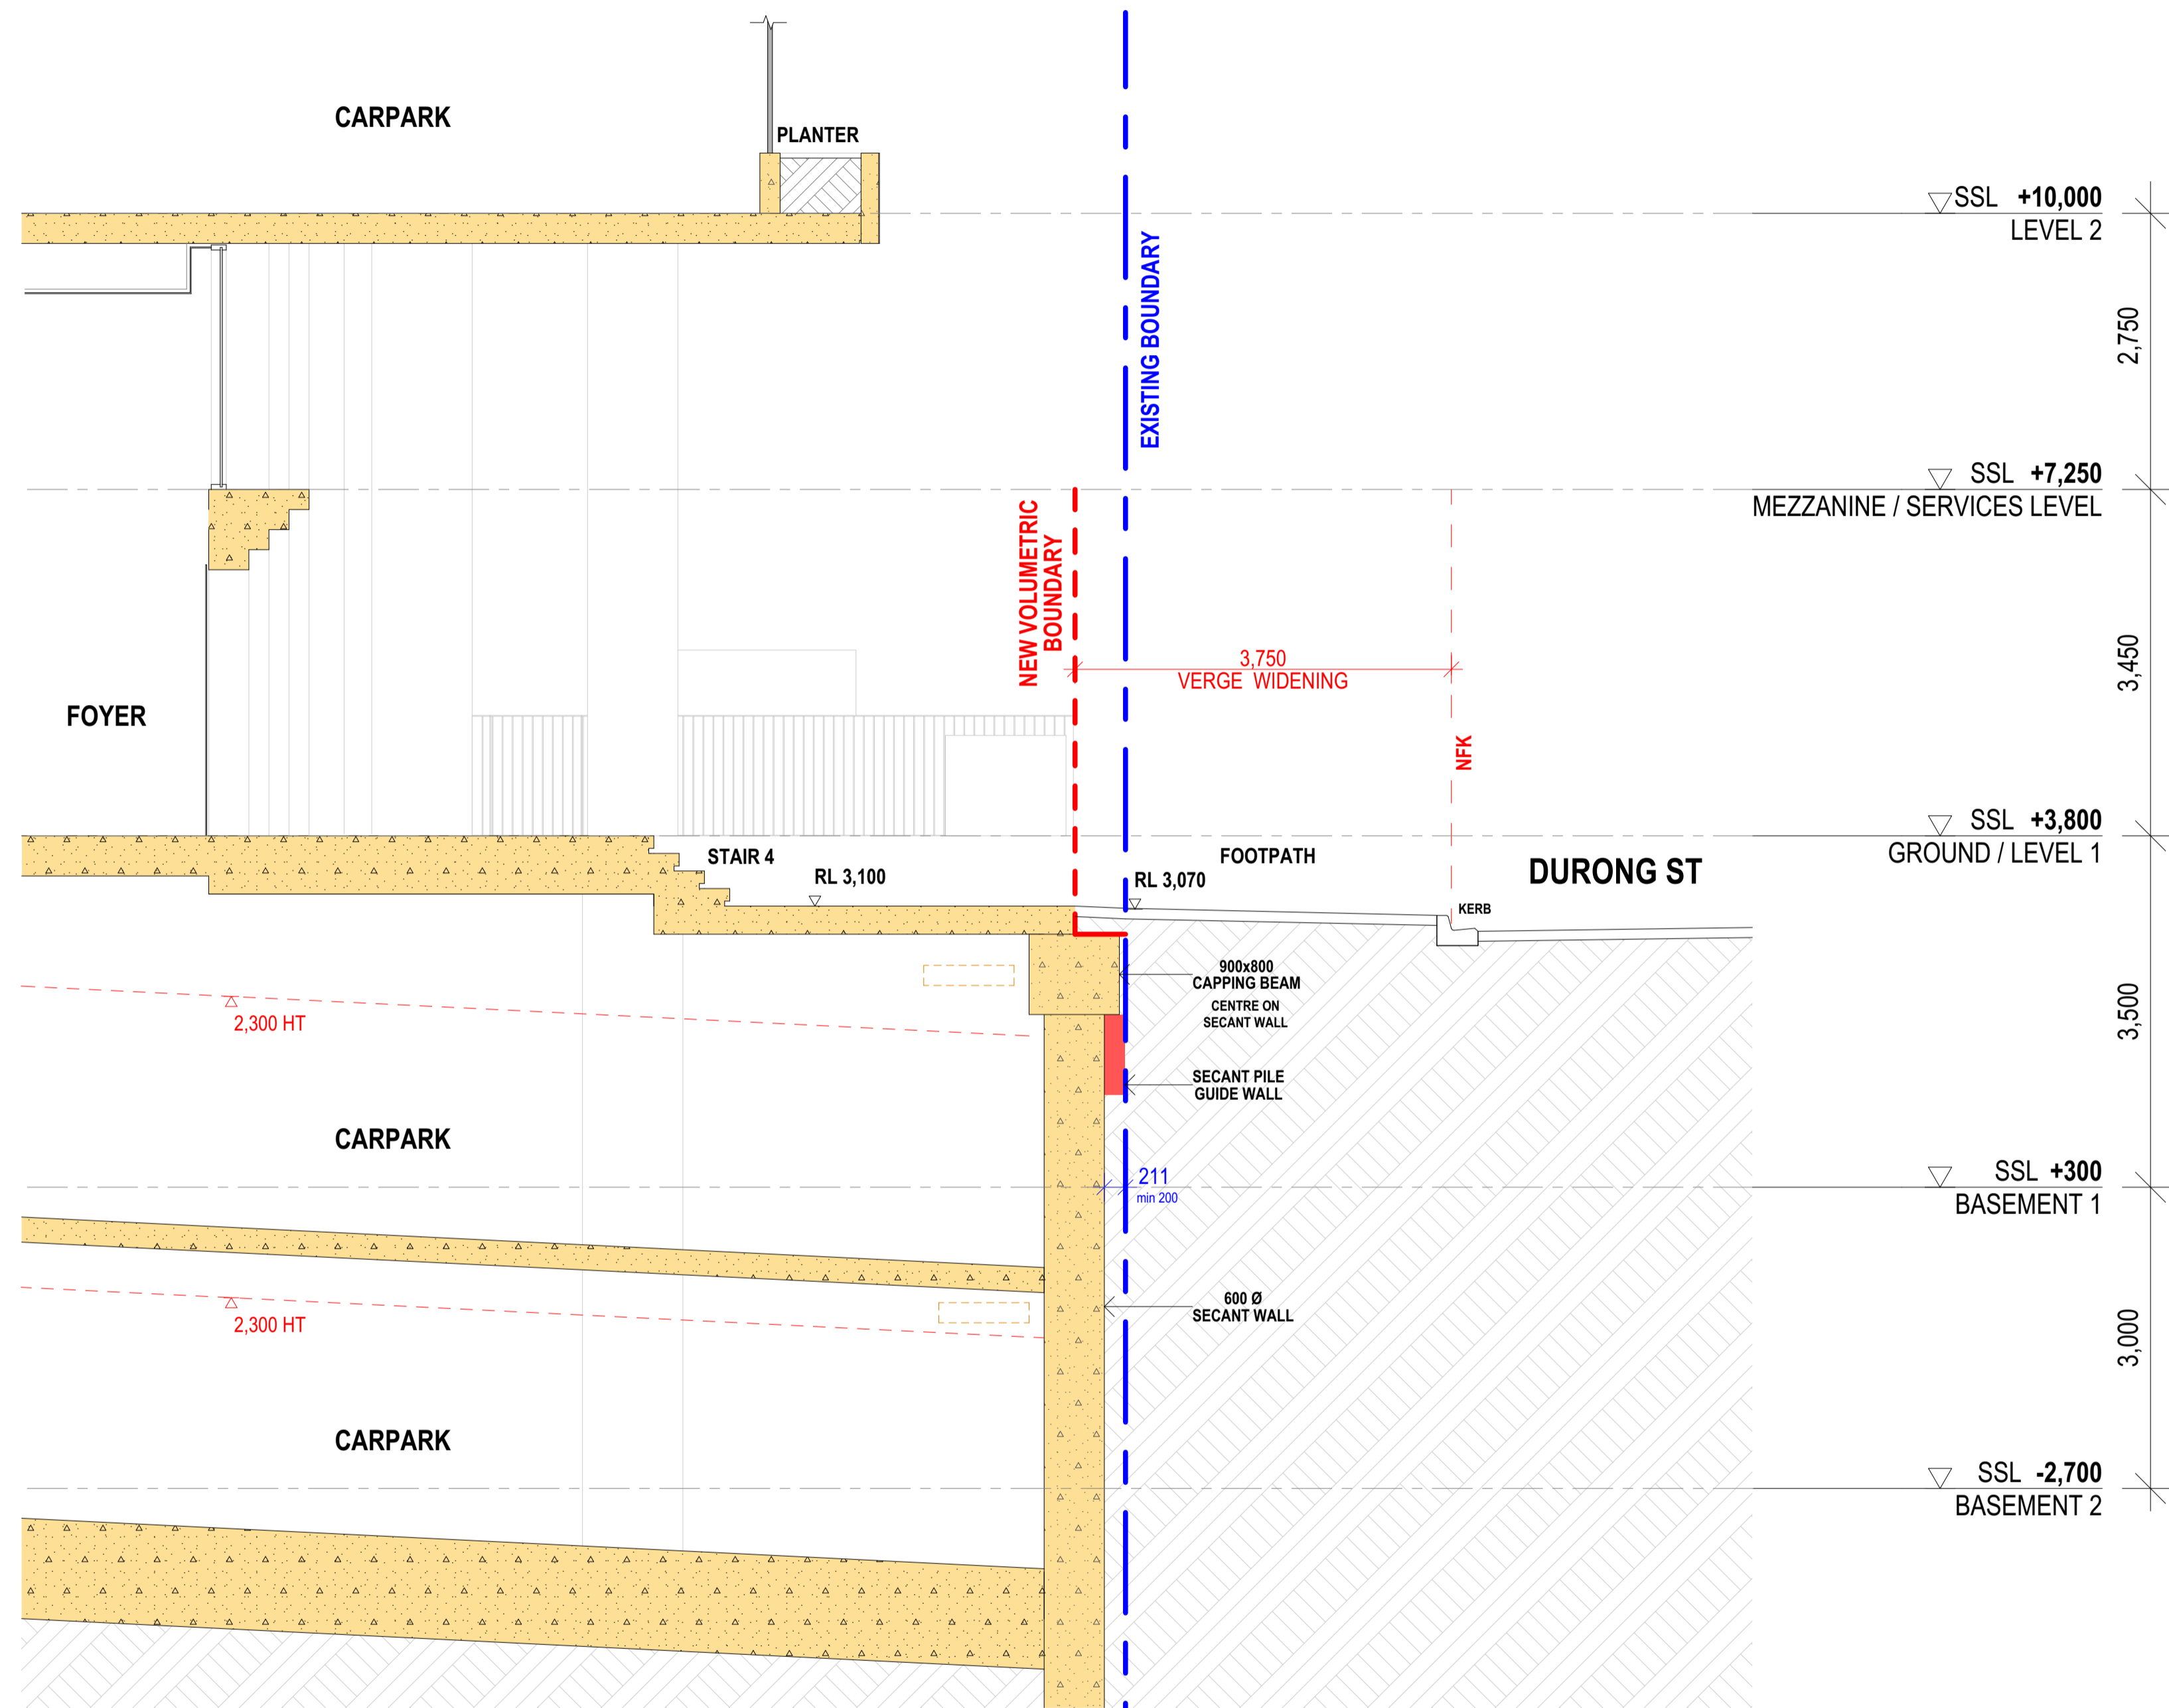 CARPARK
PLANTER
SSL +10,000
LEVEL 2
EXISTING BOUNDARY
2,750
SSL +7,250
MEZZANINE / SERVICES LEVEL
NEW VOLUMETRIC
BOUNDARY
3,750
VERGE WIDENING
3,450
FOYER
NFK
SSL +3,800
GROUND / LEVEL 1
STAIR 4
FOOTPATH
DURONG ST
RL 3,100
RL 3,070
KERB
900x800
CAPPING BEAM
CENTRE ON
SECANT WALL
2,300 HT
3,500
SECANT PILE
GUIDE WALL
CARPARK
211
min 200
SSL +300
BASEMENT 1
600 Ø
SECANT WALL
2,300 HT
3,000
CARPARK
SSL -2,700
BASEMENT 2